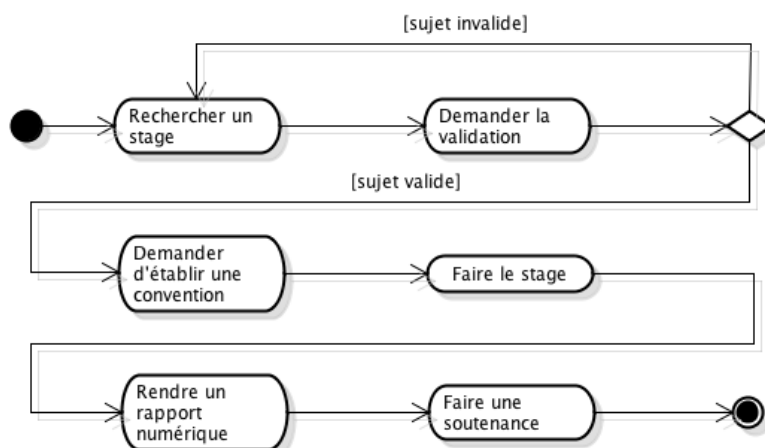 [sujet invalide]
Rechercher un
stage
Demander la
validation
[sujet valide]
Demander
d'établir une
convention
Faire le stage
Rendre un
rapport
numérique
Faire une
soutenance